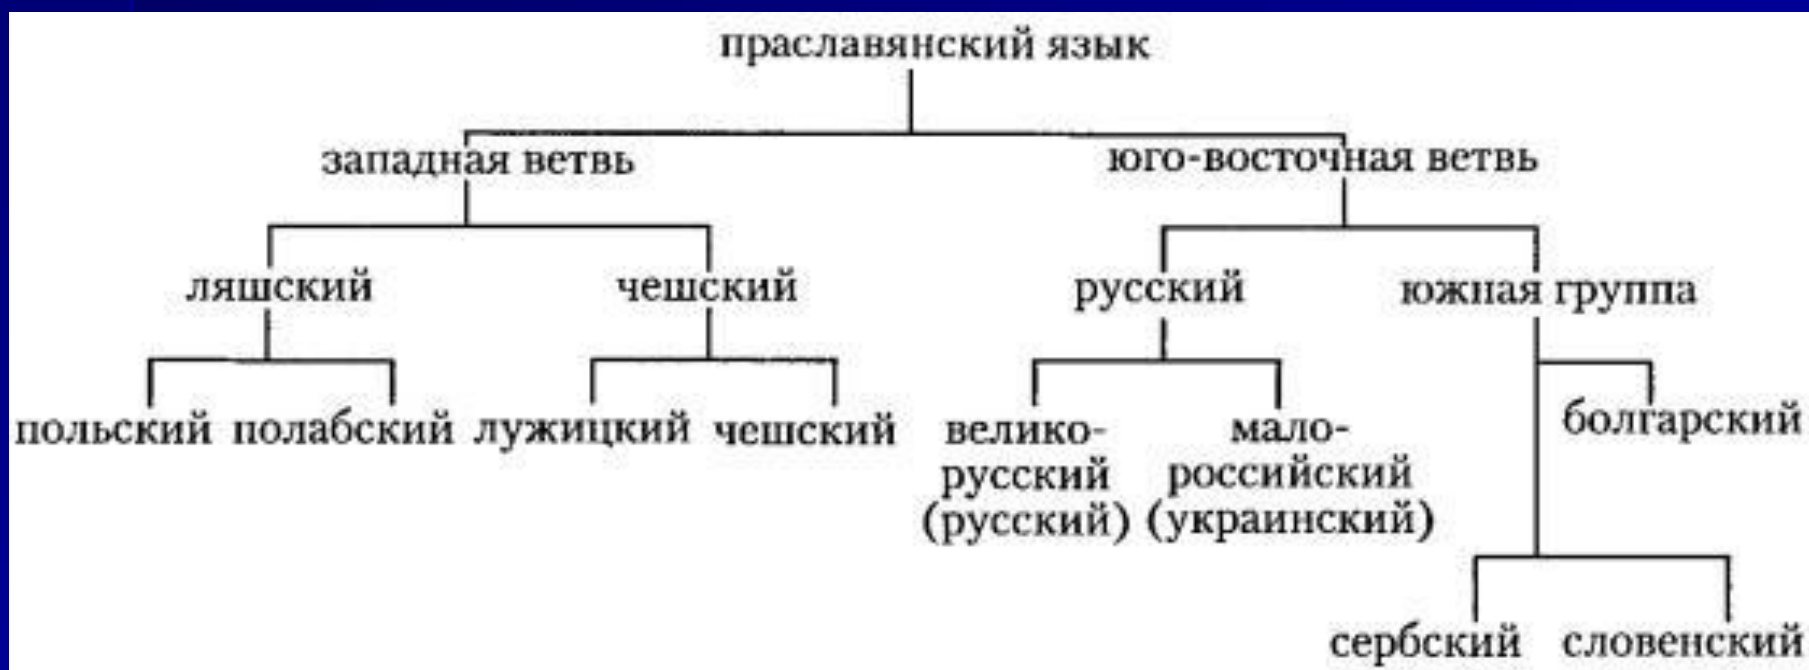 праславянский язык
западная ветвь
юго-восточная ветвь
ляшский
чешский
русский
южная группа
польский
полабский
лужицкий
чешский
велико-
русский
(русский)
мало-
российский
(украинский)
болгарский
сербский
словенский